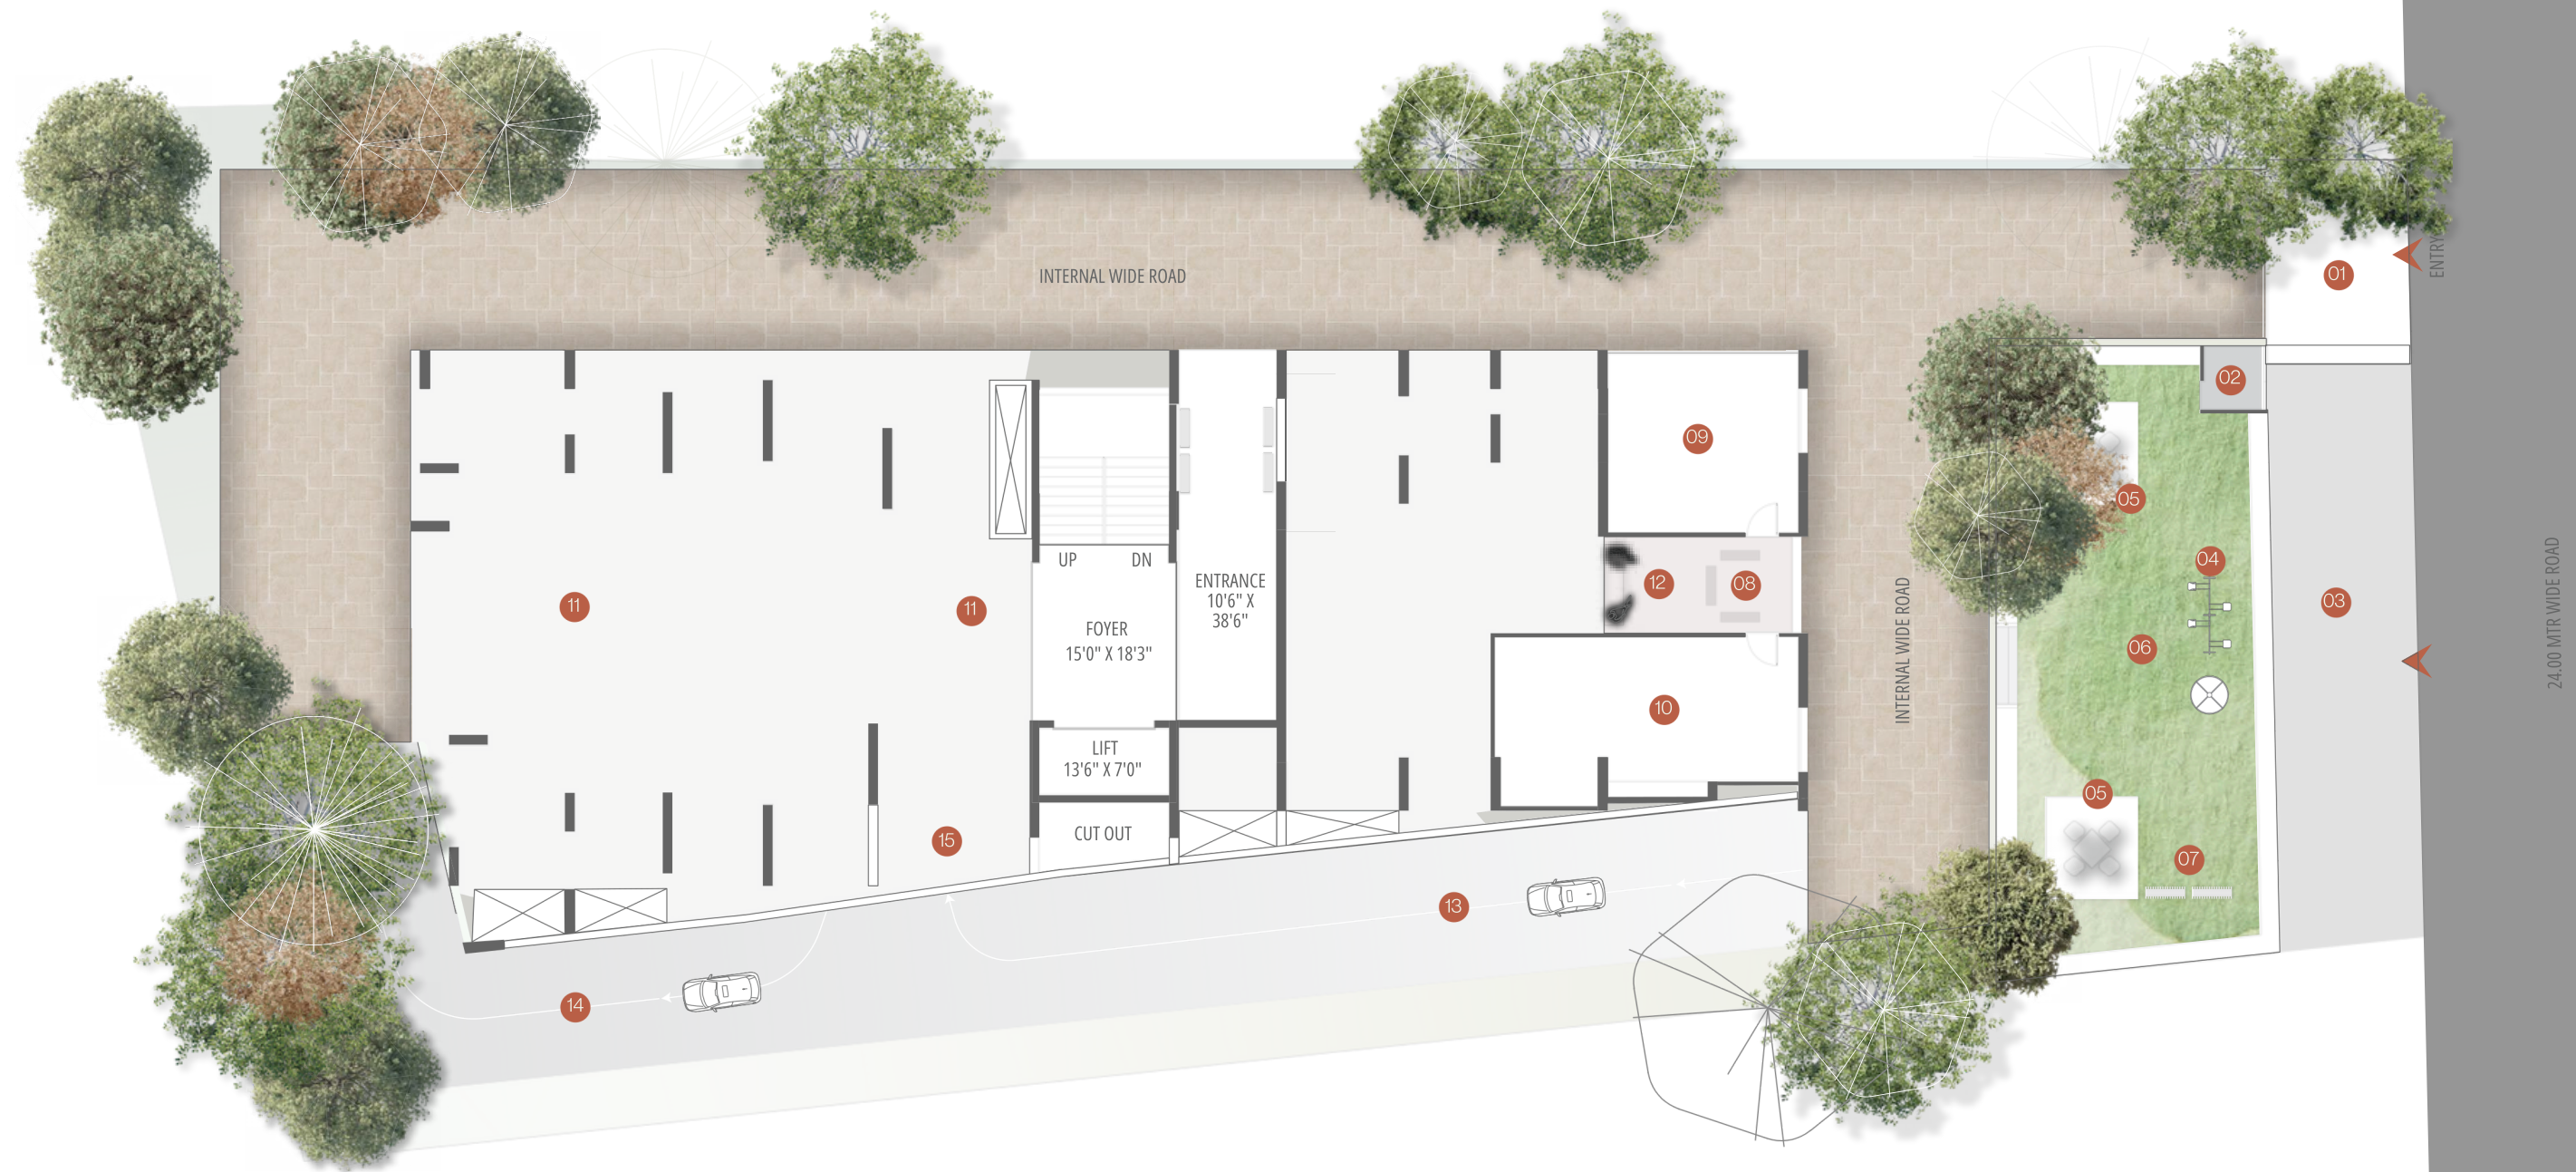 INTERNAL WIDE ROAD
ENTRY
01
02
09
11
11
UP
DN
ENTRANCE
10'6" X
38'6"
FOYER
15'0" X 18'3"
12
08
INTERNAL WIDE ROAD
05
04
03
06
24.00 MTR WIDE ROAD
10
LIFT
13'6" X 7'0"
CUT OUT
15
05
07
13
14